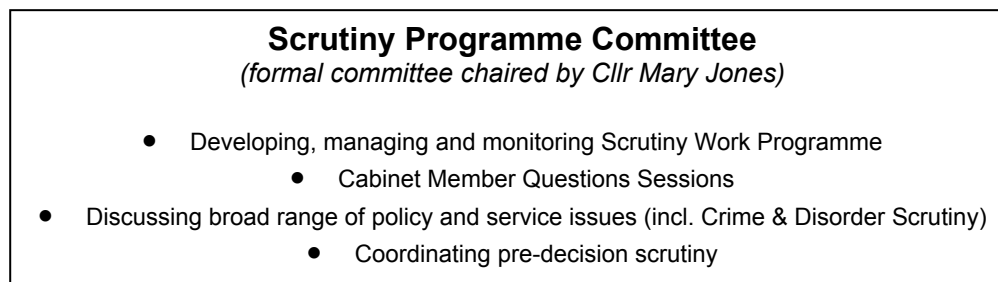 Scrutiny Programme Committee
(formal committee chaired by Cllr Mary Jones)
● Developing, managing and monitoring Scrutiny Work Programme
● Cabinet Member Questions Sessions
● Discussing broad range of policy and service issues (incl. Crime & Disorder Scrutiny)
● Coordinating pre-decision scrutiny